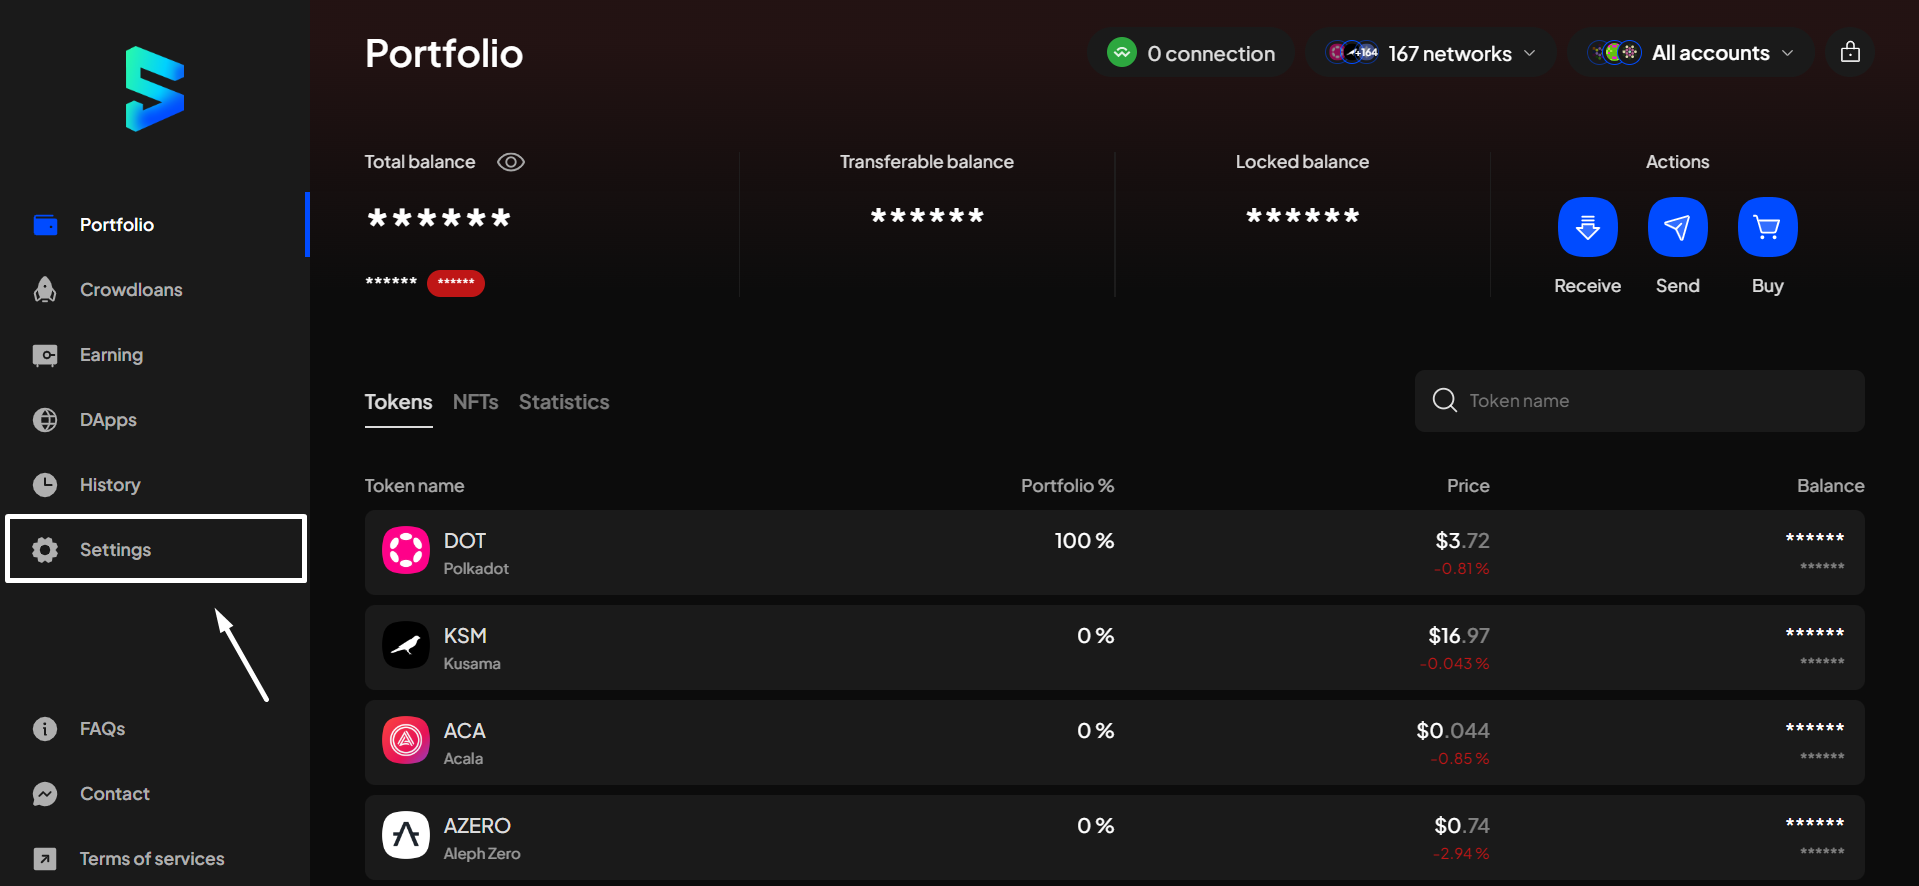 Portfolio
0 connection
+164
167 networks
All accounts
Total balance
******
****** ******
Transferable balance
******
Locked balance
******
Actions
Receive
Send
Buy
Portfolio
Crowdloans
Earning
DApps
History
Settings
FAQs
Contact
Terms of services
Tokens NFTs Statistics
Token name
Token name Portfolio % Price Balance
DOT 100 % $3.72 ******
Polkadot -0.81 % ******
KSM 0 % $16.97 ******
Kusama -0.043 % ******
ACA 0 % $0.044 ******
Acala -0.85 % ******
AZERO 0 % $0.74 ******
Aleph Zero -2.94 % ******